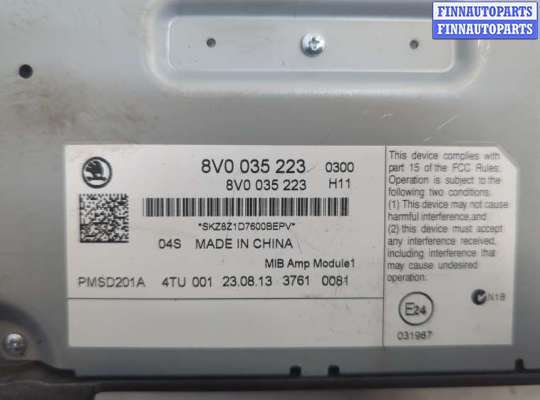 FINNAUTOPARTS
FINNAUTOPARTS
8V0 035 223 0300
8V0 035 223 H11
*SKZ8Z1D7600BEPV*
04S MADE IN CHINA
MIB Amp Module1
PMSD201A 4TU 001 23.08.13 3761 0081
This device complies with
part 15 of the FCC Rules:
Operation is subject to the
following two conditions.
(1) This device may not cause
harmful interference,and
(2) this device must accept
any interference received,
including interference that
may cause undesired
operation.
E24
N18
031967